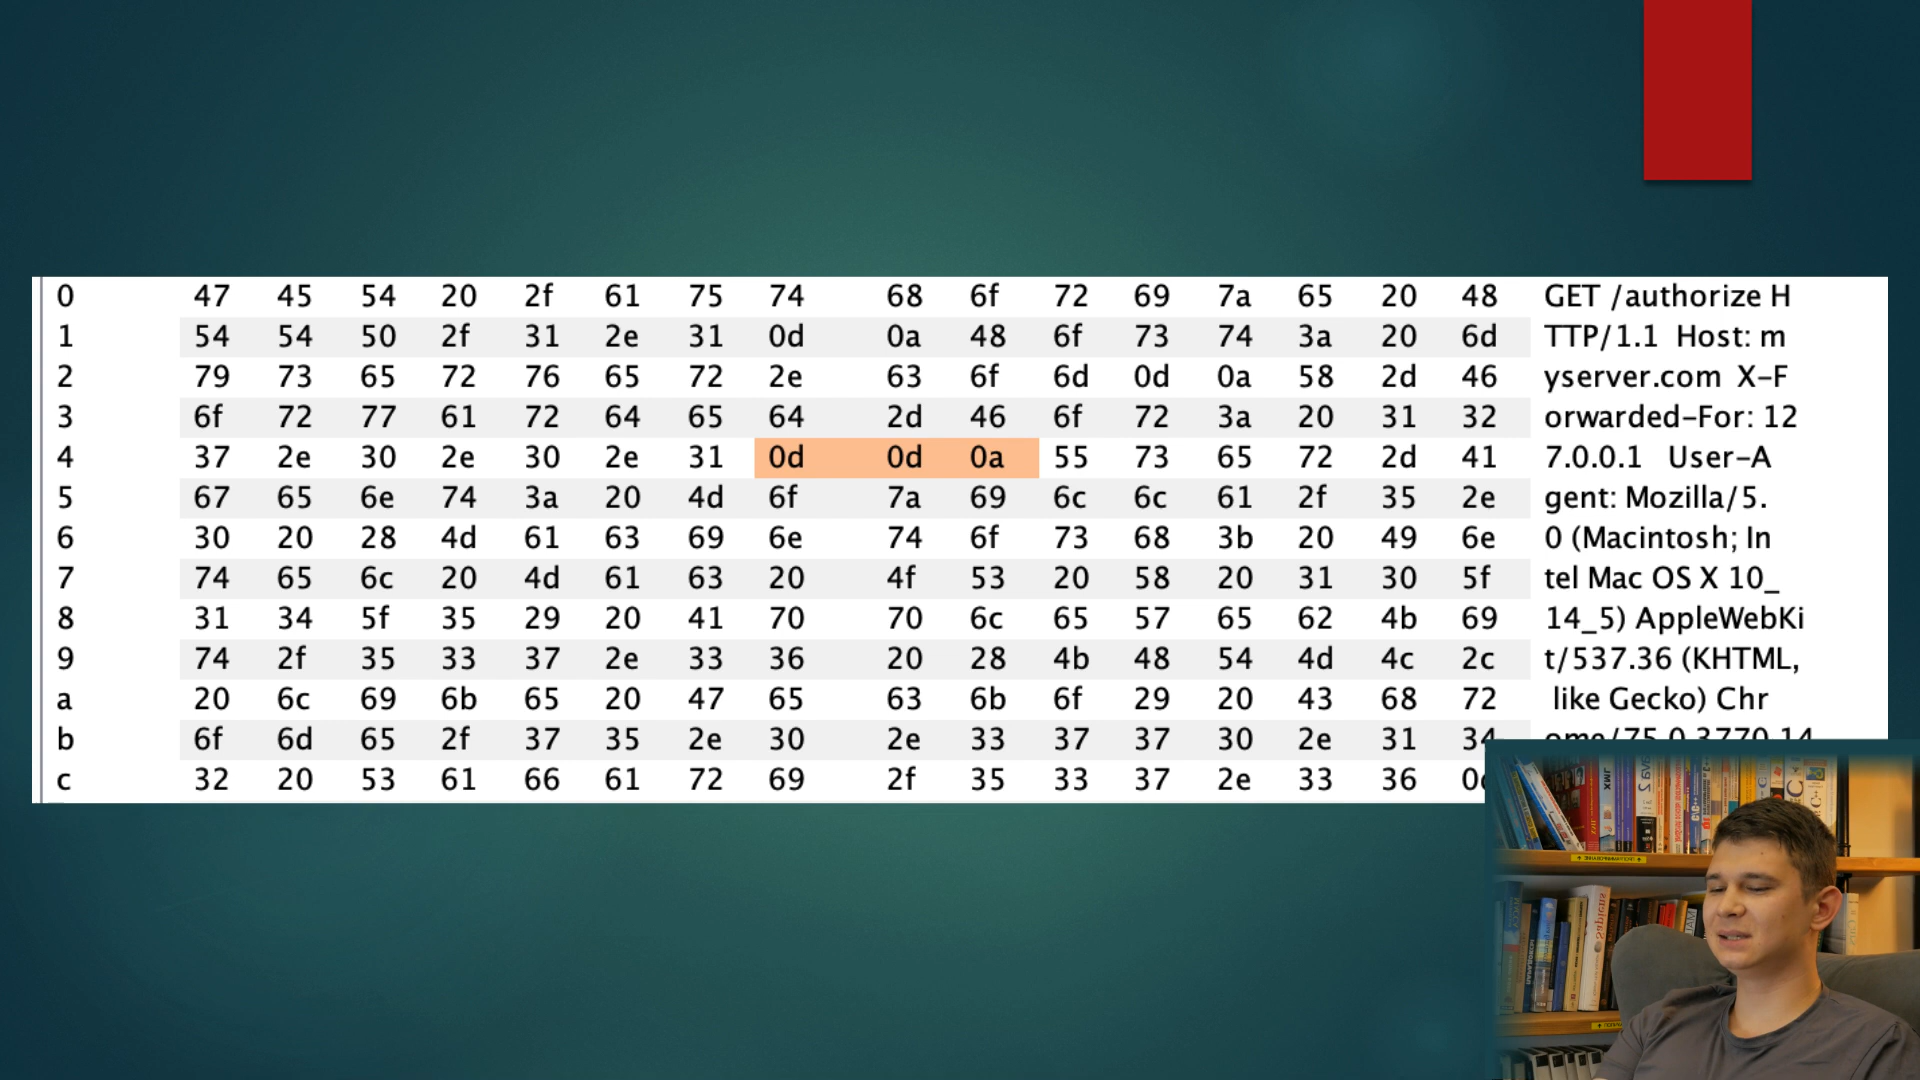 0 47 45 54 20 2f 61 75 74 68 6f 72 69 7a 65 20 48 GET /authorize H
1 54 54 50 2f 31 2e 31 0d 0a 48 6f 73 74 3a 20 6d TTP/1.1 Host: m
2 79 73 65 72 76 65 72 2e 63 6f 6d 0d 0a 58 2d 46 yserver.com X-F
3 6f 72 77 61 72 64 65 64 2d 46 6f 72 3a 20 31 32 orwarded-For: 12
4 37 2e 30 2e 30 2e 31 0d 0d 0a 55 73 65 72 2d 41 7.0.0.1 User-A
5 67 65 6e 74 3a 20 4d 6f 7a 69 6c 6c 61 2f 35 2e gent: Mozilla/5.
6 30 20 28 4d 61 63 69 6e 74 6f 73 68 3b 20 49 6e 0 (Macintosh; In
7 74 65 6c 20 4d 61 63 20 4f 53 20 58 20 31 30 5f tel Mac OS X 10_
8 31 34 5f 35 29 20 41 70 70 6c 65 57 65 62 4b 69 14_5) AppleWebKi
9 74 2f 35 33 37 2e 33 36 20 28 4b 48 54 4d 4c 2c t/537.36 (KHTML,
a 20 6c 69 6b 65 20 47 65 63 6b 6f 29 20 43 68 72 like Gecko) Chr
b 6f 6d 65 2f 37 35 2e 30 2e 33 37 37 30 2e 31 34 ome/75.0.3770.14
c 32 20 53 61 66 61 72 69 2f 35 33 37 2e 33 36
Sapiens